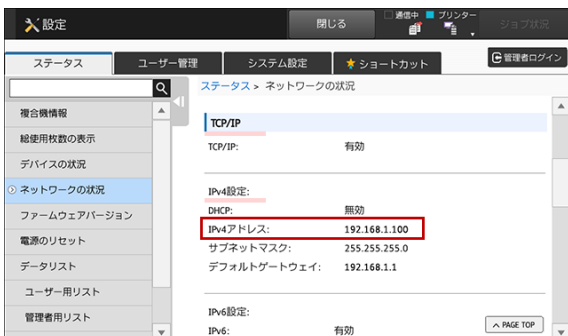 設定
閉じる
通信中
プリンター
ジョブ状況
ステータス
ユーザー管理
システム設定
ショートカット
管理者ログイン
ステータス > ネットワークの状況
複合機情報
総使用枚数の表示
デバイスの状況
ネットワークの状況
ファームウェアバージョン
電源のリセット
データリスト
ユーザー用リスト
管理者用リスト
TCP/IP
TCP/IP: 有効
IPv4設定:
DHCP: 無効
IPv4アドレス: 192.168.1.100
サブネットマスク: 255.255.255.0
デフォルトゲートウェイ: 192.168.1.1
IPv6設定:
IPv6: 有効
PAGE TOP